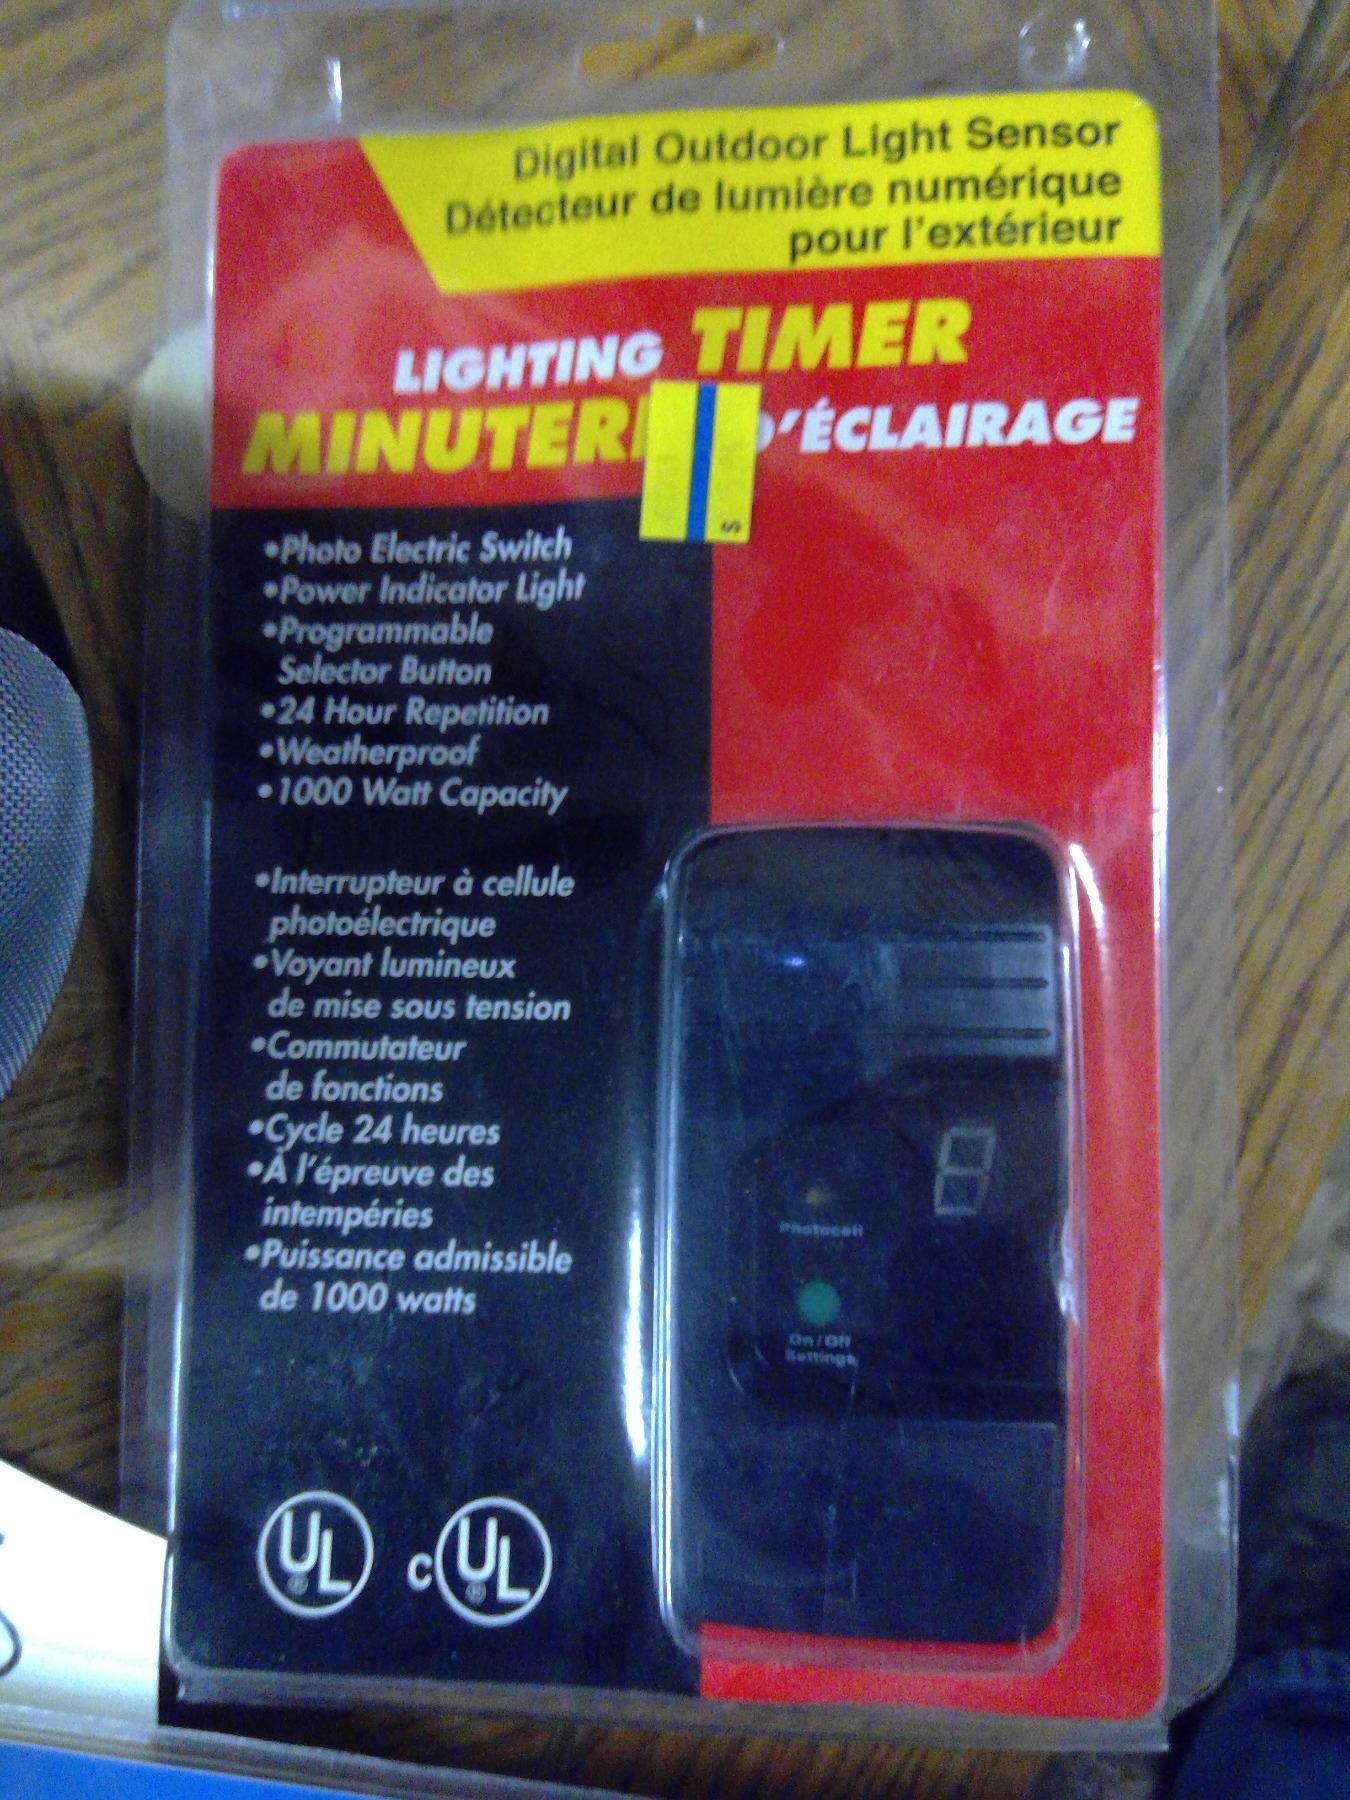 Digital Outdoor Light Sensor
Détecteur de lumière numérique
pour l'extérieur
LIGHTING TIMER
MINUTERI D'ÉCLAIRAGE
S
•Photo Electric Switch
•Power Indicator Light
•Programmable
Selector Button
•24 Hour Repetition
•Weatherproof
•1000 Watt Capacity
•Interrupteur à cellule
photoélectrique
•Voyant lumineux
de mise sous tension
•Commutateur
de fonctions
•Cycle 24 heures
•À l'épreuve des
intempéries
•Puissance admissible
de 1000 watts
8
Photocell
On / Off
Settings
UL ®
C UL ®